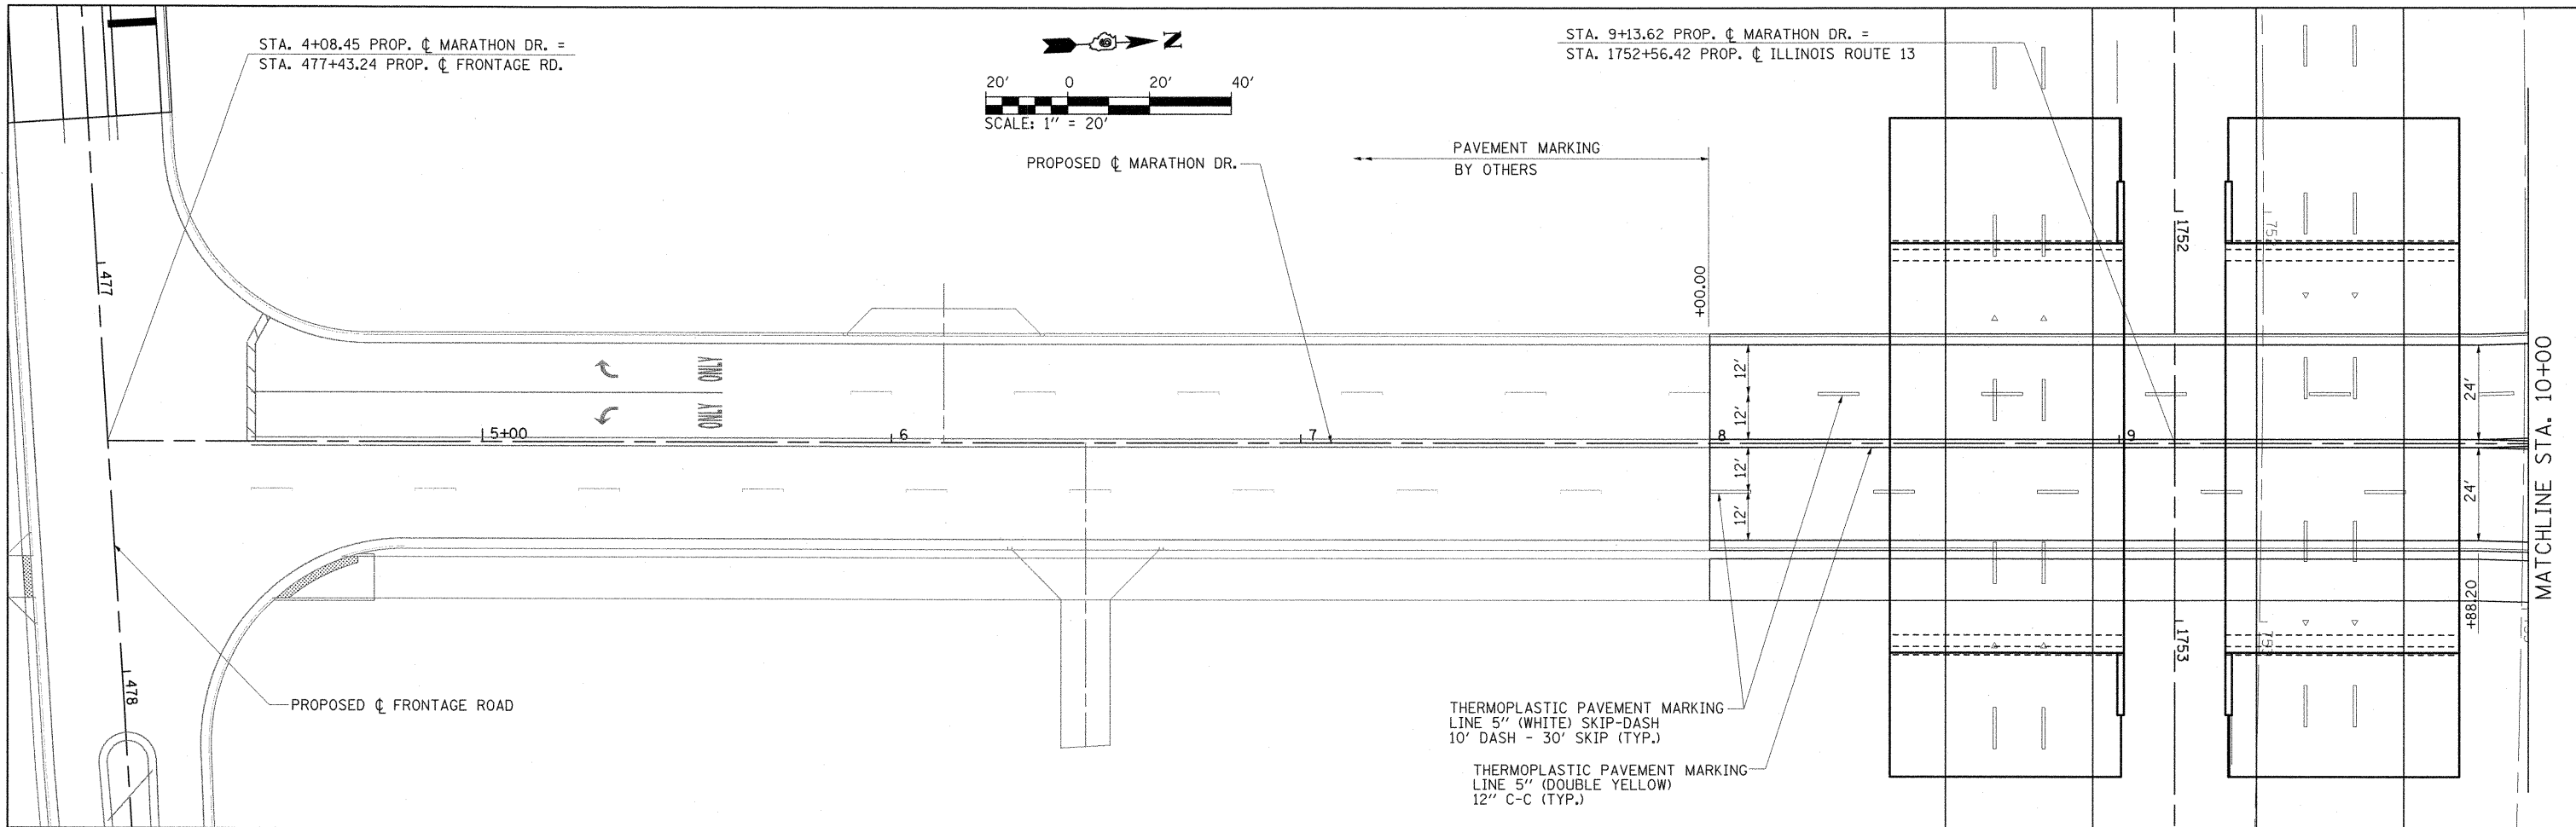 STA. 4+08.45 PROP. ℄ MARATHON DR. =
STA. 477+43.24 PROP. ℄ FRONTAGE RD.
N
20' 0 20' 40'
SCALE: 1" = 20'
STA. 9+13.62 PROP. ℄ MARATHON DR. =
STA. 1752+56.42 PROP. ℄ ILLINOIS ROUTE 13
PROPOSED ℄ MARATHON DR.
PAVEMENT MARKING
BY OTHERS
+00.00
477
1752
ONLY
ONLY
5+00
6
7
8
9
12'
12'
12'
12'
24'
24'
+88.20
MATCHLINE STA. 10+00
478
1753
PROPOSED ℄ FRONTAGE ROAD
THERMOPLASTIC PAVEMENT MARKING
LINE 5" (WHITE) SKIP-DASH
10' DASH - 30' SKIP (TYP.)
THERMOPLASTIC PAVEMENT MARKING
LINE 5" (DOUBLE YELLOW)
12" C-C (TYP.)